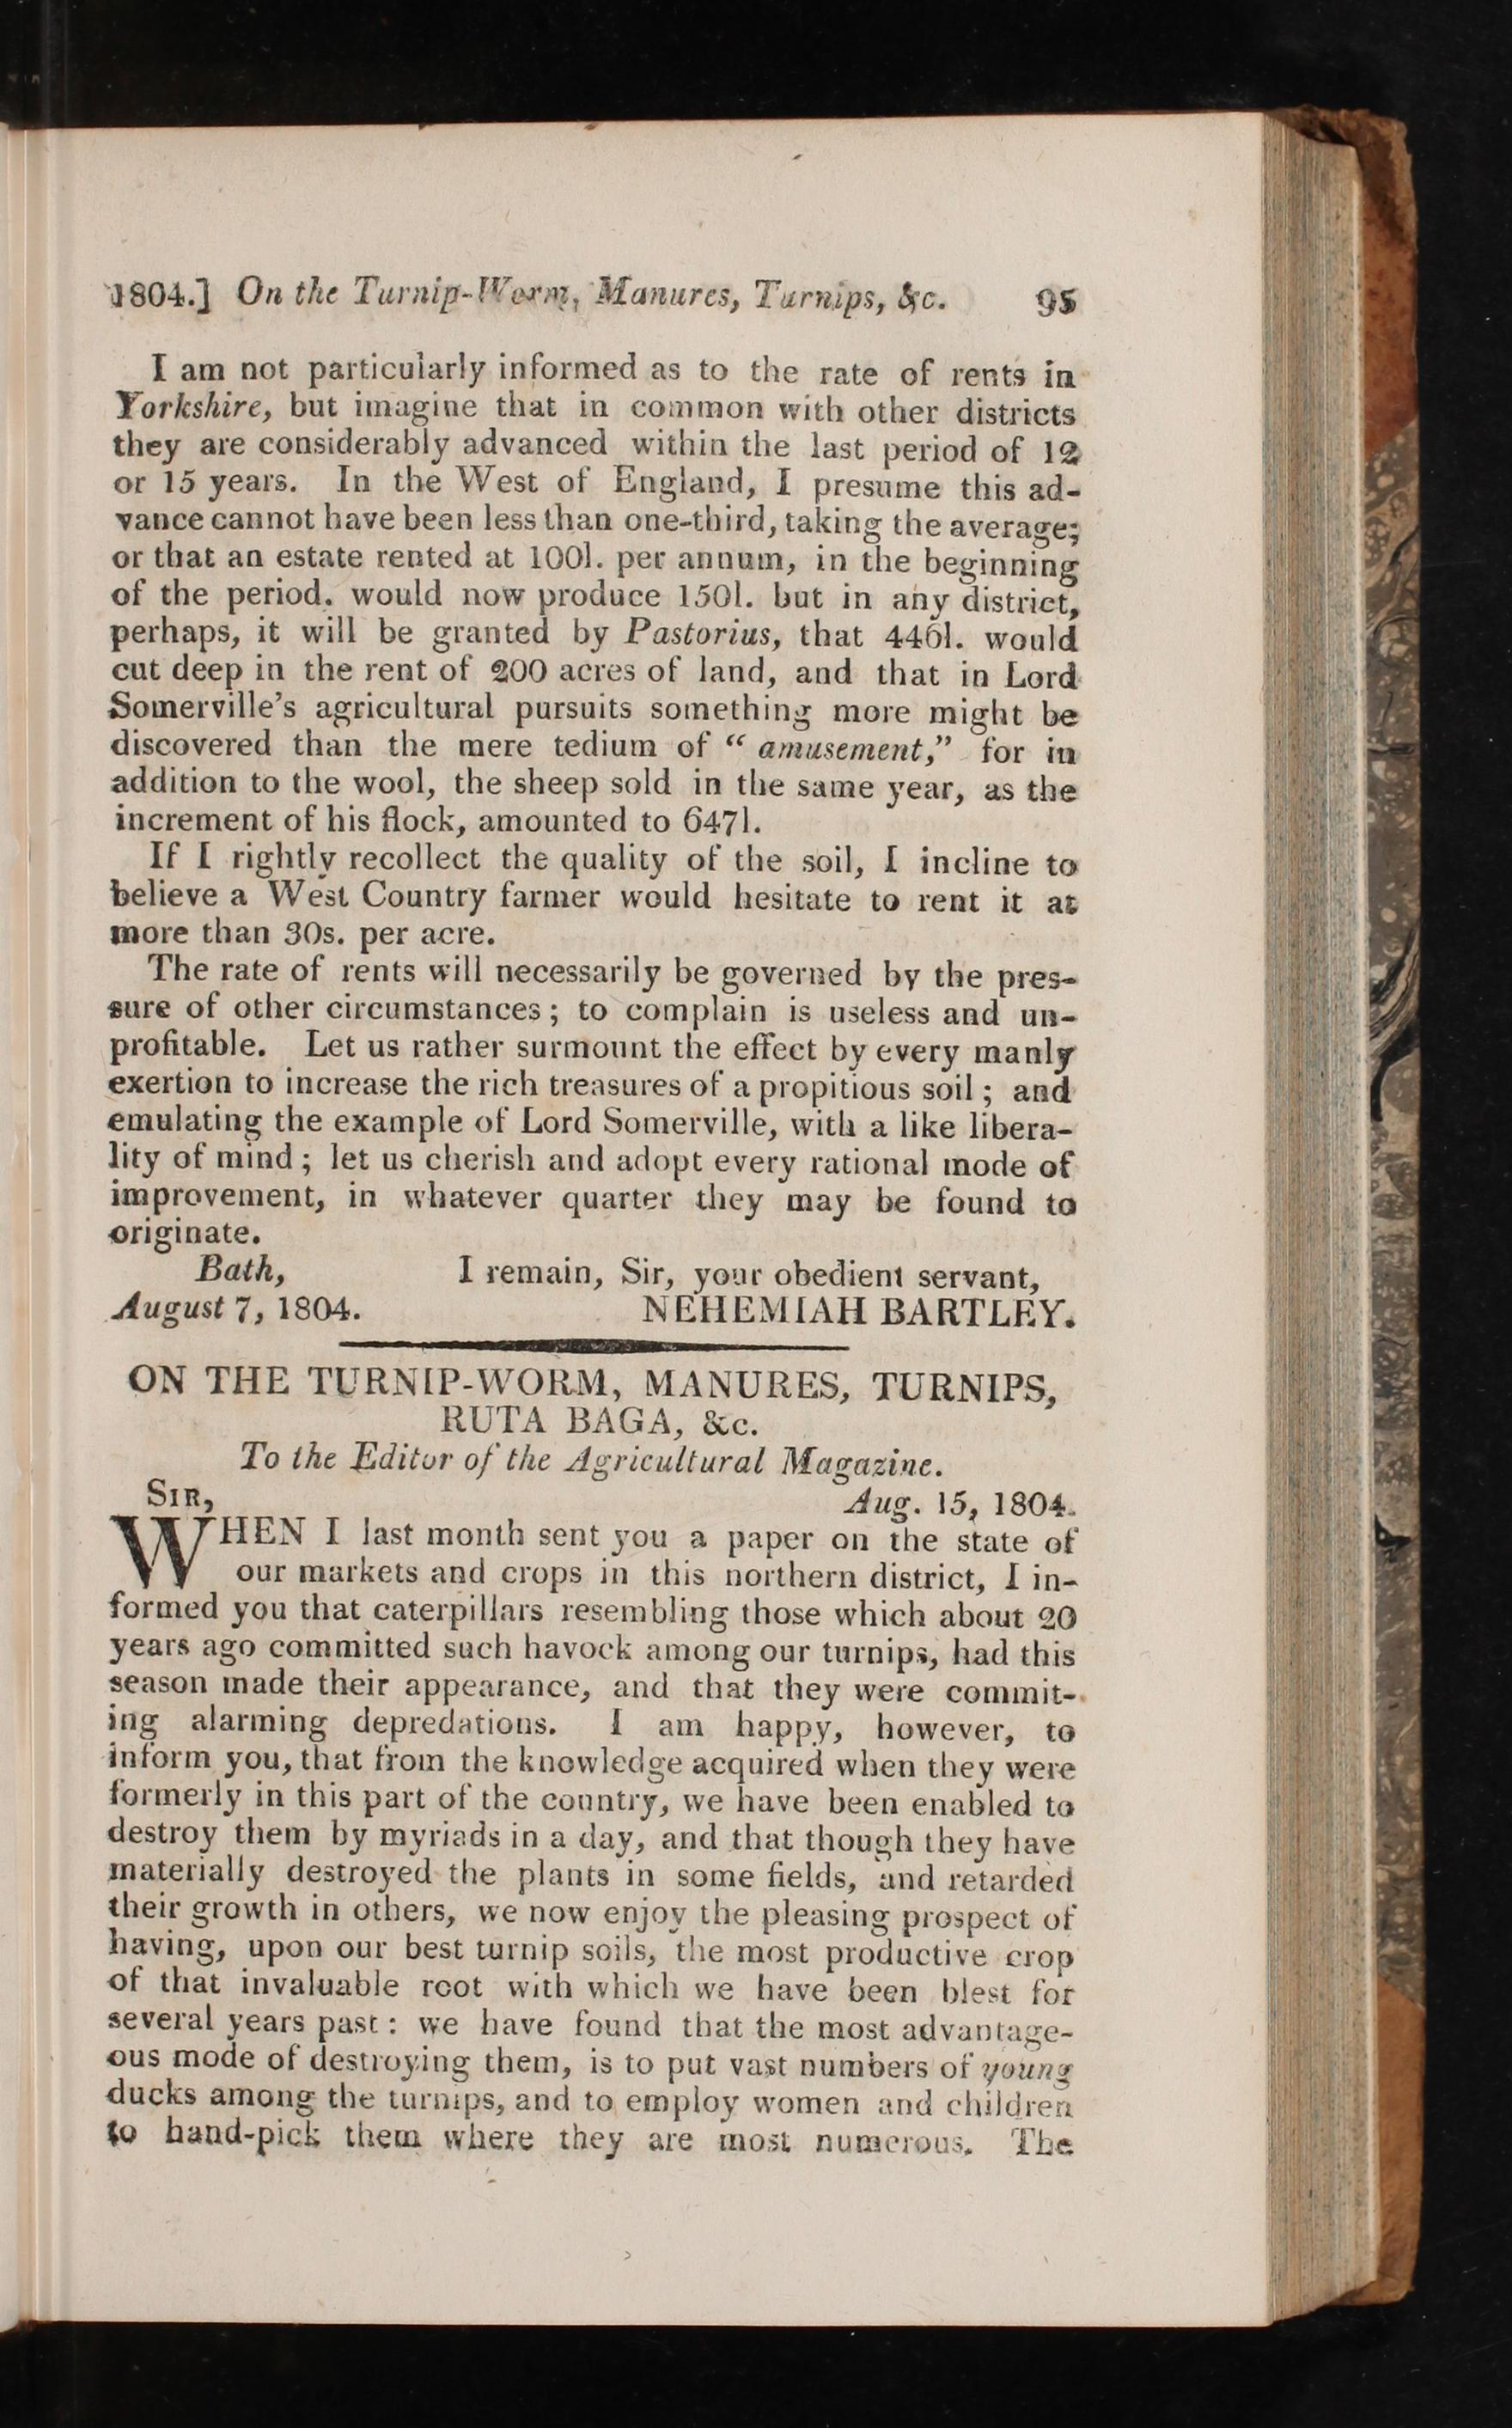 1804.] On the Turnip-Worm, Manures, Turnips, &c. 95
I am not particularly informed as to the rate of rents in
Yorkshire, but imagine that in common with other districts
they are considerably advanced within the last period of 12
or 15 years. In the West of England, I presume this ad-
vance cannot have been less than one-third, taking the average;
or that an estate rented at 100l. per annum, in the beginning
of the period, would now produce 150l. but in any district,
perhaps, it will be granted by Pastorius, that 446l. would
cut deep in the rent of 200 acres of land, and that in Lord
Somerville's agricultural pursuits something more might be
discovered than the mere tedium of “ amusement,” for in
addition to the wool, the sheep sold in the same year, as the
increment of his flock, amounted to 647l.
If I rightly recollect the quality of the soil, I incline to
believe a West Country farmer would hesitate to rent it at
more than 30s. per acre.
The rate of rents will necessarily be governed by the pres-
sure of other circumstances; to complain is useless and un-
profitable. Let us rather surmount the effect by every manly
exertion to increase the rich treasures of a propitious soil; and
emulating the example of Lord Somerville, with a like libera-
lity of mind; let us cherish and adopt every rational mode of
improvement, in whatever quarter they may be found to
originate.
Bath, I remain, Sir, your obedient servant,
August 7, 1804. NEHEMIAH BARTLEY.
ON THE TURNIP-WORM, MANURES, TURNIPS,
RUTA BAGA, &c.
To the Editor of the Agricultural Magazine.
SIR, Aug. 15, 1804.
WHEN I last month sent you a paper on the state of
our markets and crops in this northern district, I in-
formed you that caterpillars resembling those which about 20
years ago committed such havock among our turnips, had this
season made their appearance, and that they were commit-
ing alarming depredations. I am happy, however, to
inform you, that from the knowledge acquired when they were
formerly in this part of the country, we have been enabled to
destroy them by myriads in a day, and that though they have
materially destroyed the plants in some fields, and retarded
their growth in others, we now enjoy the pleasing prospect of
having, upon our best turnip soils, the most productive crop
of that invaluable root with which we have been blest for
several years past: we have found that the most advantage-
ous mode of destroying them, is to put vast numbers of young
ducks among the turnips, and to employ women and children
to hand-pick them where they are most numerous. The